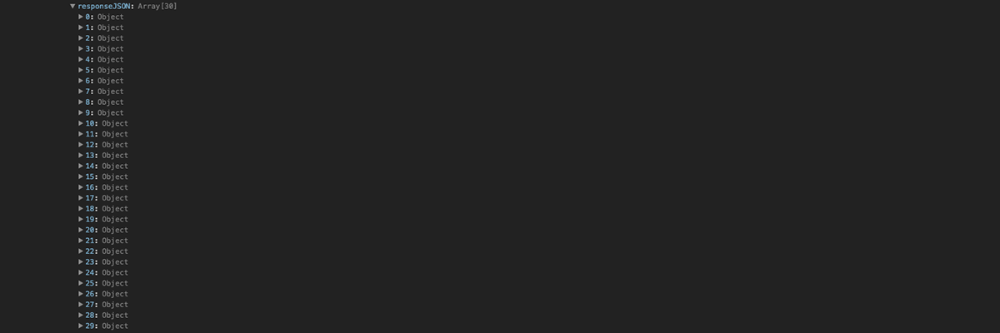 responseJSON: Array[30]
0: Object
1: Object
2: Object
3: Object
4: Object
5: Object
6: Object
7: Object
8: Object
9: Object
10: Object
11: Object
12: Object
13: Object
14: Object
15: Object
16: Object
17: Object
18: Object
19: Object
20: Object
21: Object
22: Object
23: Object
24: Object
25: Object
26: Object
27: Object
28: Object
29: Object